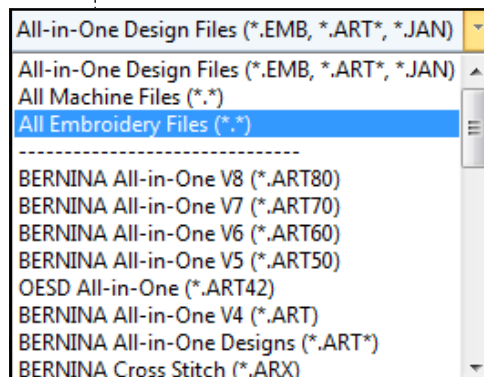 All-in-One Design Files (*.EMB, *.ART*, *.JAN)
All-in-One Design Files (*.EMB, *.ART*, *.JAN)
All Machine Files (*.*)
All Embroidery Files (*.*)
-------------------------------
BERNINA All-in-One V8 (*.ART80)
BERNINA All-in-One V7 (*.ART70)
BERNINA All-in-One V6 (*.ART60)
BERNINA All-in-One V5 (*.ART50)
OESD All-in-One (*.ART42)
BERNINA All-in-One V4 (*.ART)
BERNINA All-in-One Designs (*.ART*)
BERNINA Cross Stitch (*.ARX)